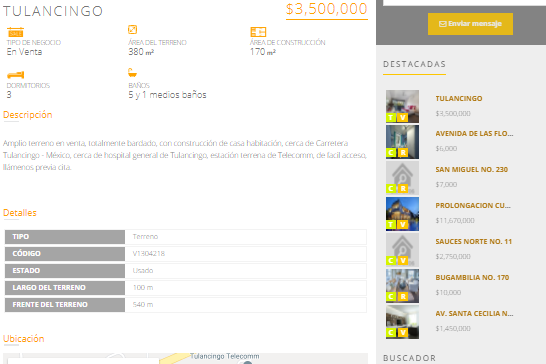 TULANCINGO
$3,500,000
TIPO DE NEGOCIO
En Venta
ÁREA DEL TERRENO
380 m²
ÁREA DE CONSTRUCCIÓN
170 m²
DORMITORIOS
3
BAÑOS
5 y 1 medios baños
Descripción
Amplio terreno en venta, totalmente bardado, con construcción de casa habitación, cerca de Carretera
Tulancingo - México, cerca de hospital general de Tulancingo, estación terrena de Telecomm, de facil acceso,
llámenos previa cita.
Detalles
TIPO Terreno
CÓDIGO V1304218
ESTADO Usado
LARGO DEL TERRENO 100 m
FRENTE DEL TERRENO 540 m
Ubicación
Tulancingo Telecomm
Enviar mensaje
DESTACADAS
TULANCINGO
$3,500,000
T V
AVENIDA DE LAS FLO...
$6,000
C R
SAN MIGUEL NO. 230
$7,000
C R
PROLONGACION CU...
$11,670,000
T V
SAUCES NORTE NO. 11
$2,750,000
C V
BUGAMBILIA NO. 170
$10,000
C R
AV. SANTA CECILIA N...
$1,450,000
C V
BUSCADOR